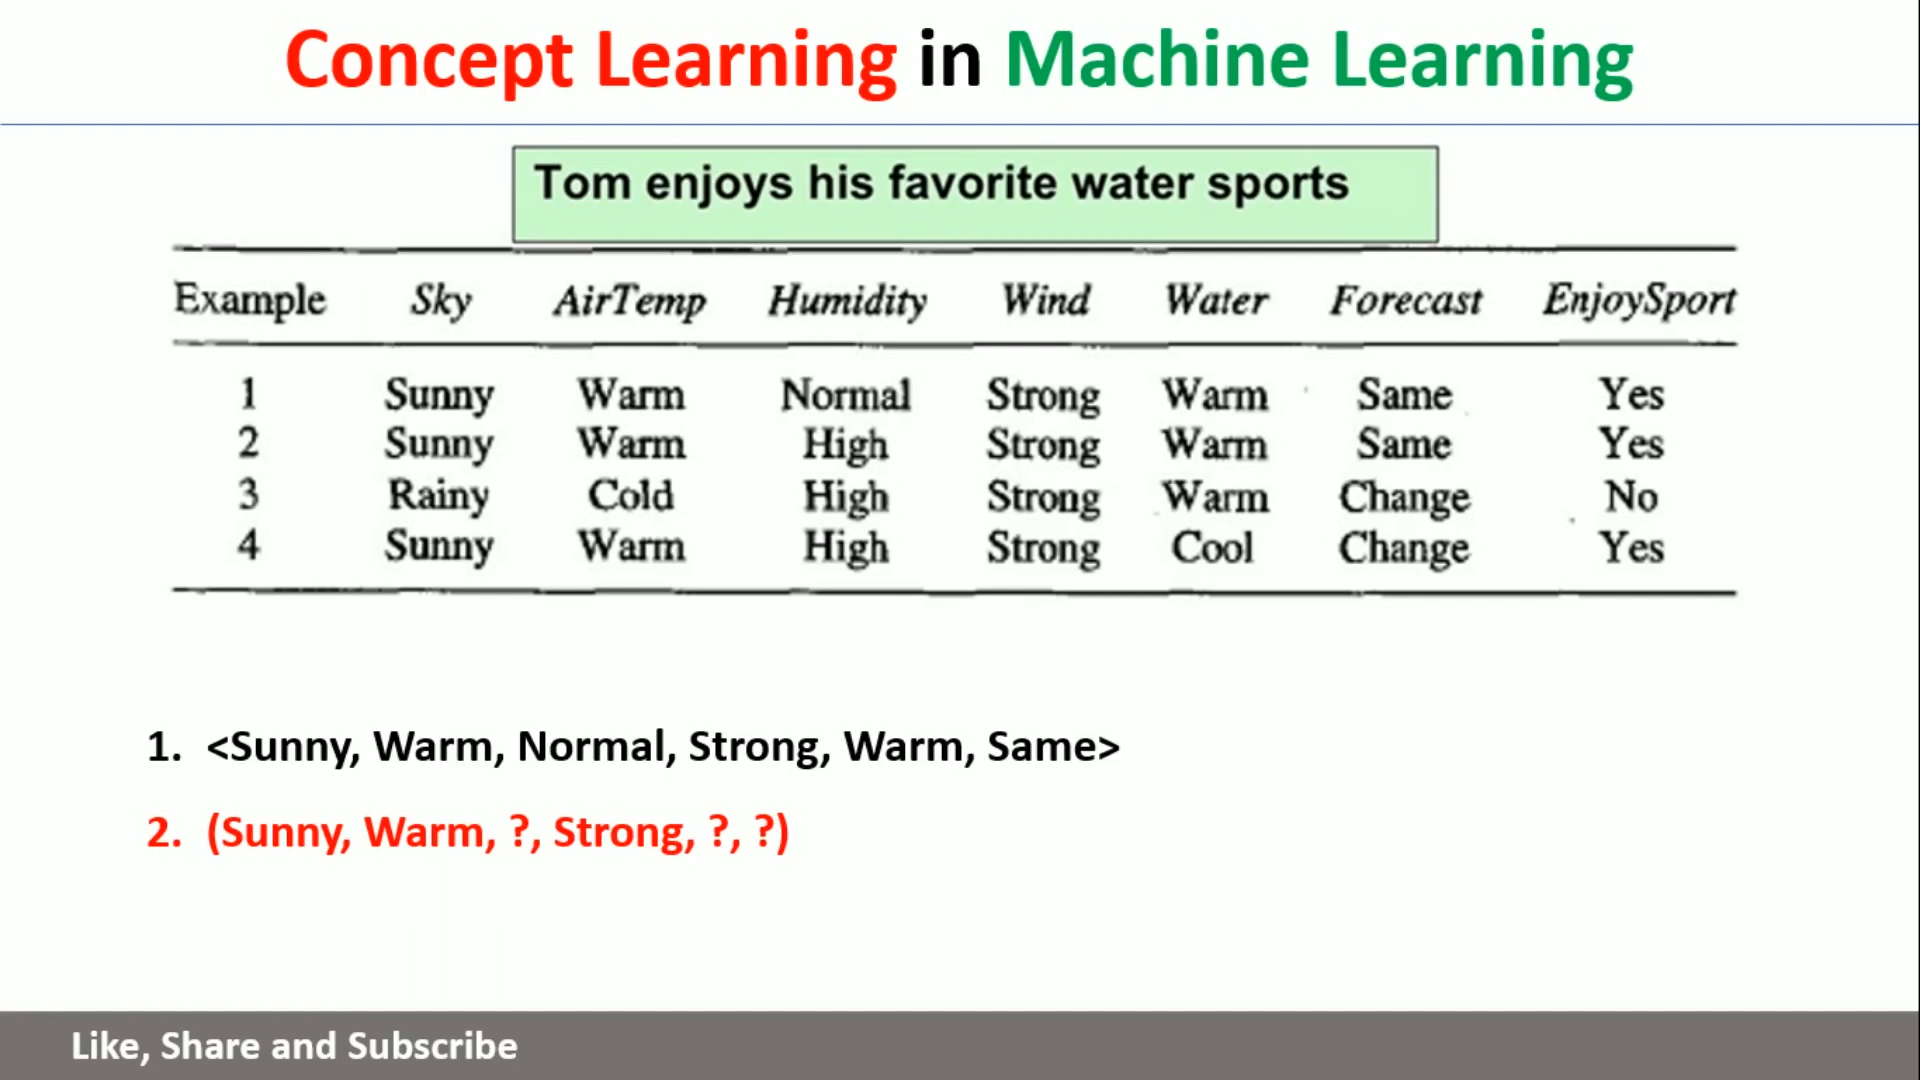 Concept Learning in Machine Learning
Tom enjoys his favorite water sports
Example Sky AirTemp Humidity Wind Water Forecast EnjoySport
1 Sunny Warm Normal Strong Warm Same Yes
2 Sunny Warm High Strong Warm Same Yes
3 Rainy Cold High Strong Warm Change No
4 Sunny Warm High Strong Cool Change Yes
1. <Sunny, Warm, Normal, Strong, Warm, Same>
2. (Sunny, Warm, ?, Strong, ?, ?)
Like, Share and Subscribe